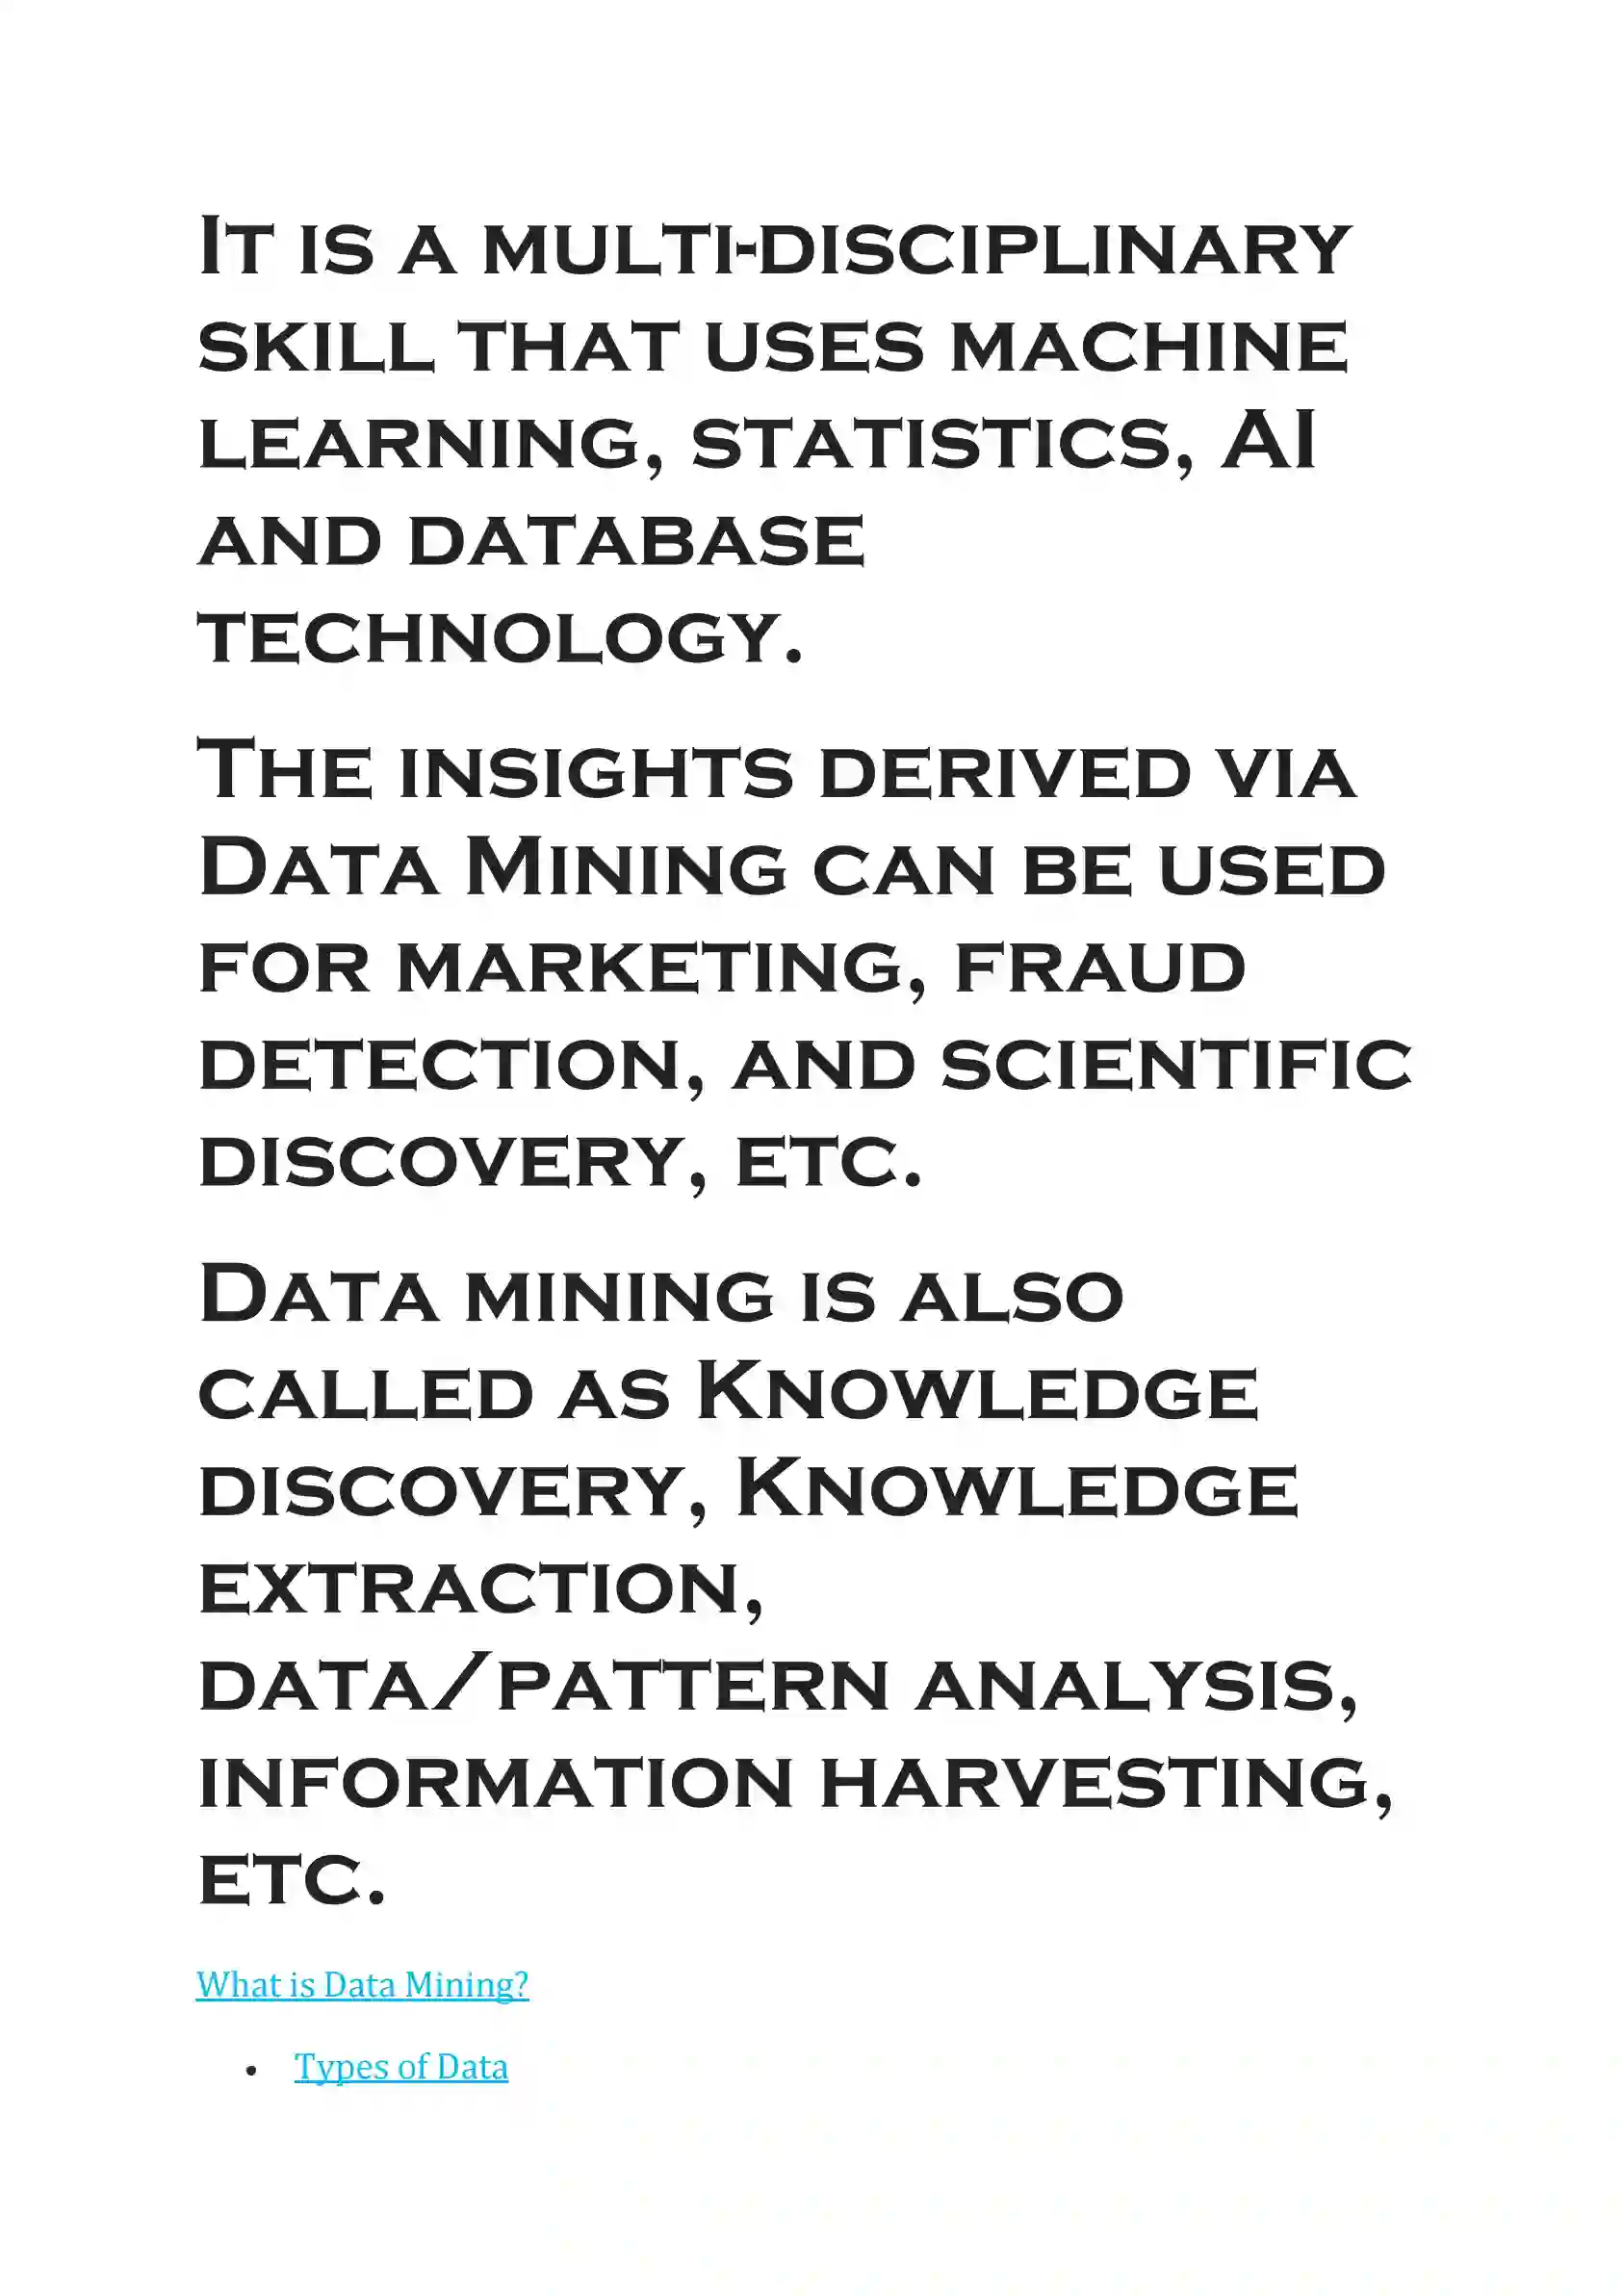 It is a multi-disciplinary
skill that uses machine
learning, statistics, AI
and database
technology.
The insights derived via
Data Mining can be used
for marketing, fraud
detection, and scientific
discovery, etc.
Data mining is also
called as Knowledge
discovery, Knowledge
extraction,
data/pattern analysis,
information harvesting,
etc.
What is Data Mining?
• Types of Data